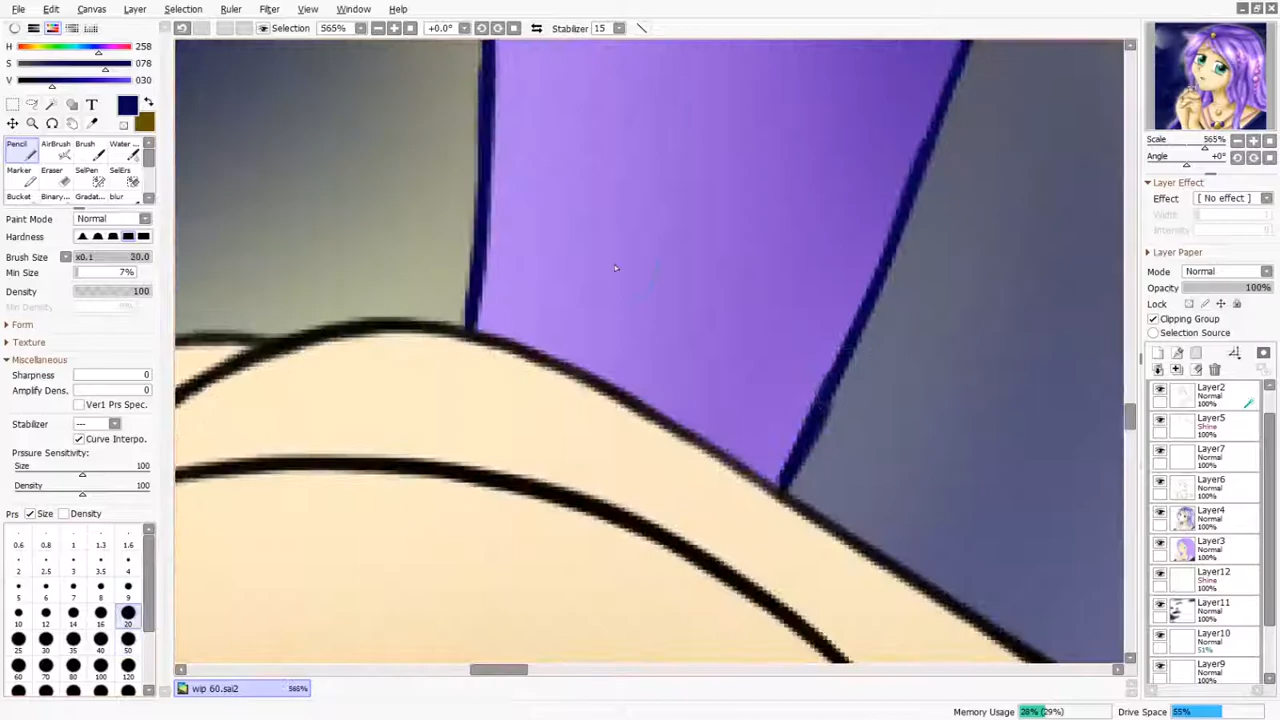 File Edit Canvas Layer Selection Ruler Filter View Window Help
Selection 565% +0.0° Stabilizer 15
H 258
S 078
V 030
T
Pencil AirBrush Brush Water ...
Marker Eraser SelPen SelErs
Bucket Binary... Gradat... blur
Paint Mode Normal
Hardness
Brush Size x0.1 30.0
Min Size 7%
Density 100
Min Density
Form
Texture
Miscellaneous
Sharpness 0
Amplify Dens. 0
Ver1 Prs Spec.
Stabilizer ---
Curve Interpo.
Prssure Sensitivity:
Size 100
Density 100
Prs Size Density
0.6 0.8 1 1.3 1.6
2 2.5 3 3.5 4
5 6 7 8 9
10 12 14 16 20
25 30 35 40 50
60 70 80 100 120
wip 60.sai2 565%
Scale 565%
Angle +0°
Layer Effect
Effect [ No effect ]
Width 1
Intensity
Layer Paper
Mode Normal
Opacity 100%
Lock
Clipping Group
Selection Source
Layer2
Normal
100%
Layer5
Shine
100%
Layer7
Normal
100%
Layer6
Normal
100%
Layer4
Normal
100%
Layer3
Normal
100%
Layer12
Shine
100%
Layer11
Normal
100%
Layer10
Normal
51%
Layer9
Normal
Memory Usage 28% (29%) Drive Space 55%